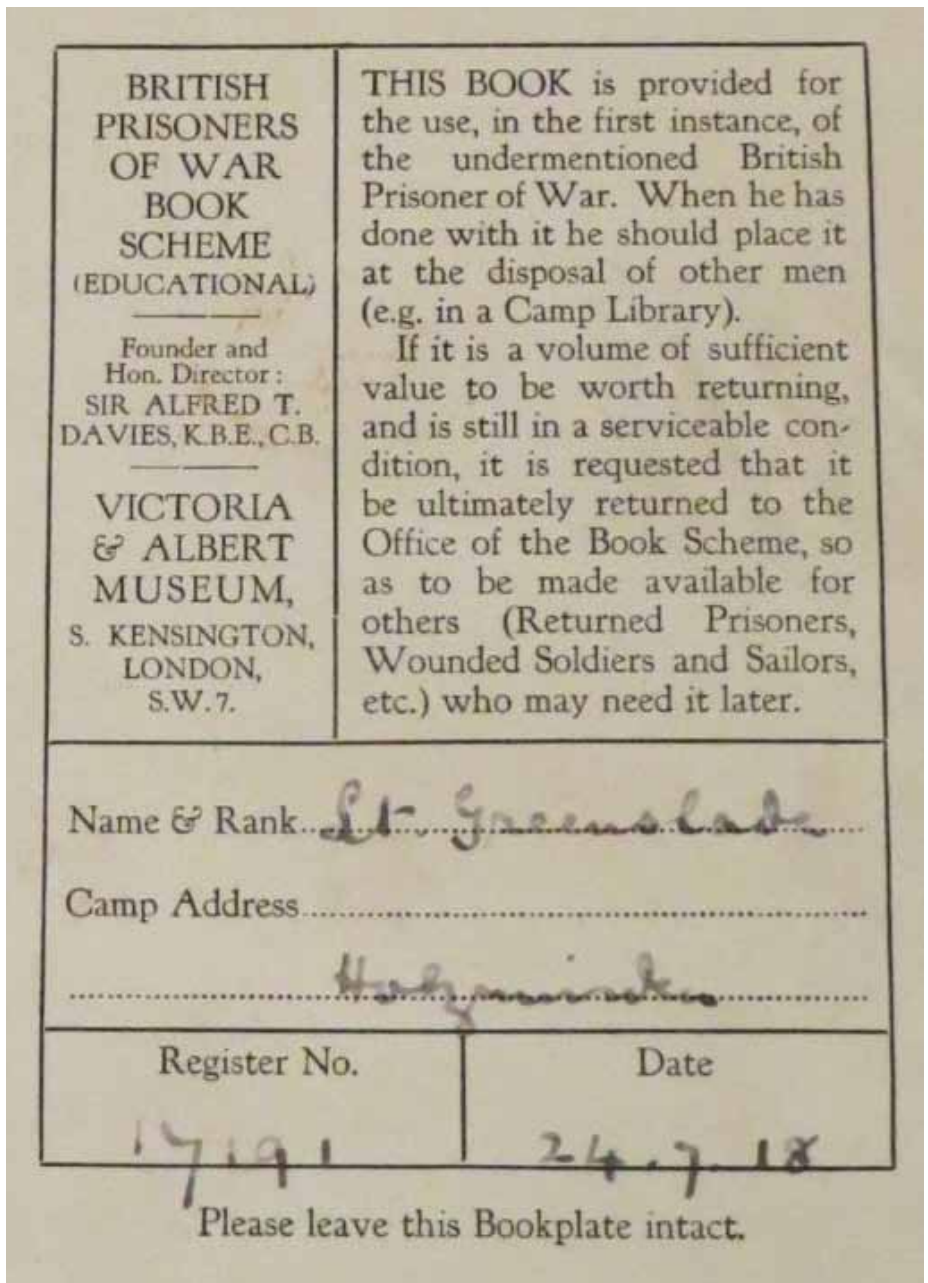 BRITISH
PRISONERS
OF WAR
BOOK
SCHEME
(EDUCATIONAL)
Founder and
Hon. Director:
SIR ALFRED T.
DAVIES, K.B.E., C.B.
VICTORIA
& ALBERT
MUSEUM,
S. KENSINGTON,
LONDON,
S.W.7.
THIS BOOK is provided for
the use, in the first instance, of
the undermentioned British
Prisoner of War. When he has
done with it he should place it
at the disposal of other men
(e.g. in a Camp Library).
If it is a volume of sufficient
value to be worth returning,
and is still in a serviceable con-
dition, it is requested that it
be ultimately returned to the
Office of the Book Scheme, so
as to be made available for
others (Returned Prisoners,
Wounded Soldiers and Sailors,
etc.) who may need it later.
Name & Rank Lt. Greenslade
Camp Address
Holzminden
Register No.
17191
Date
24.7.18
Please leave this Bookplate intact.